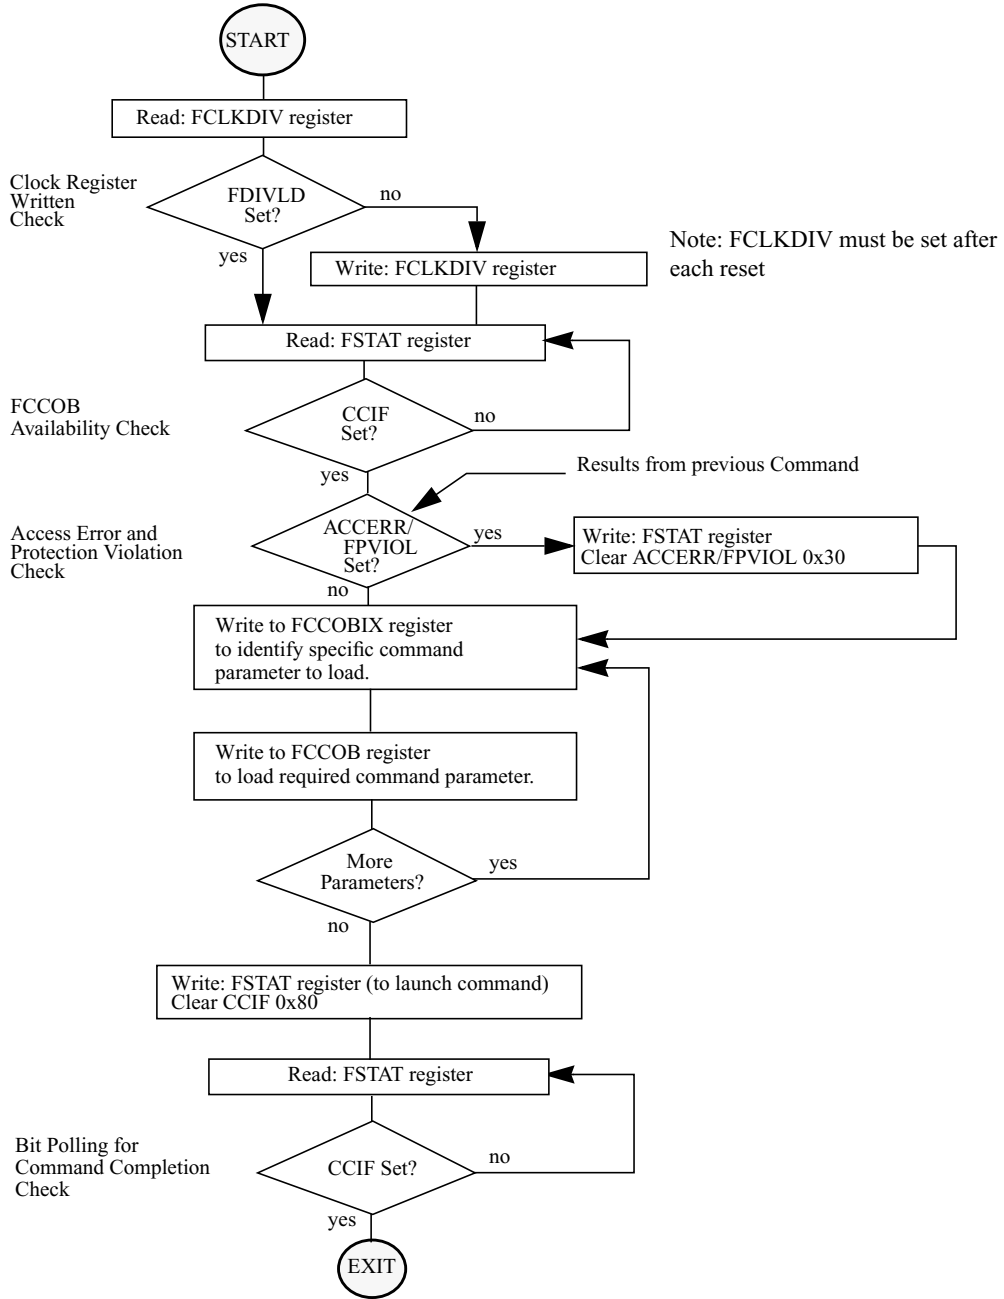 START
Read: FCLKDIV register
Clock Register
Written
Check
FDIVLD
Set?
no
yes
Note: FCLKDIV must be set after
each reset
Write: FCLKDIV register
Read: FSTAT register
FCCOB
Availability Check
CCIF
Set?
no
yes
Results from previous Command
Access Error and
Protection Violation
Check
ACCERR/
FPVIOL
Set?
yes
no
Write: FSTAT register
Clear ACCERR/FPVIOL 0x30
Write to FCCOBIX register
to identify specific command
parameter to load.
Write to FCCOB register
to load required command parameter.
More
Parameters?
yes
no
Write: FSTAT register (to launch command)
Clear CCIF 0x80
Read: FSTAT register
Bit Polling for
Command Completion
Check
CCIF Set?
no
yes
EXIT